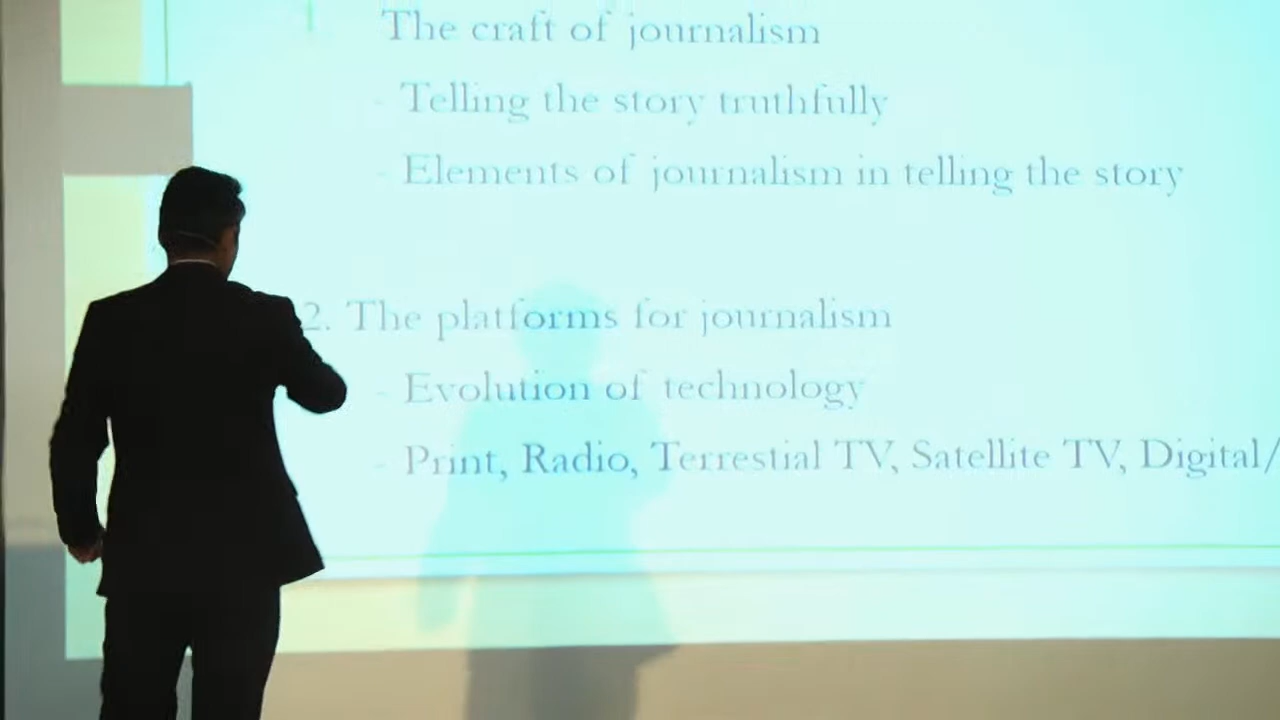 The craft of journalism
- Telling the story truthfully
- Elements of journalism in telling the story
2. The platforms for journalism
- Evolution of technology
- Print, Radio, Terrestial TV, Satellite TV, Digital/